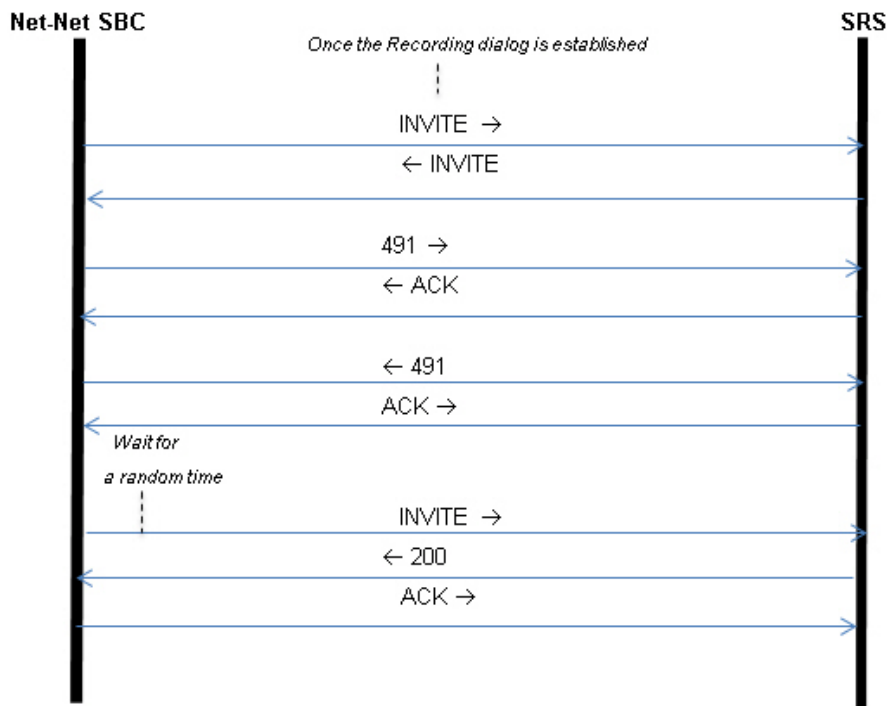 Net-Net SBC
SRS
Once the Recording dialog is established
INVITE →
← INVITE
491 →
← ACK
← 491
ACK →
Wait for
a random time
INVITE →
← 200
ACK →